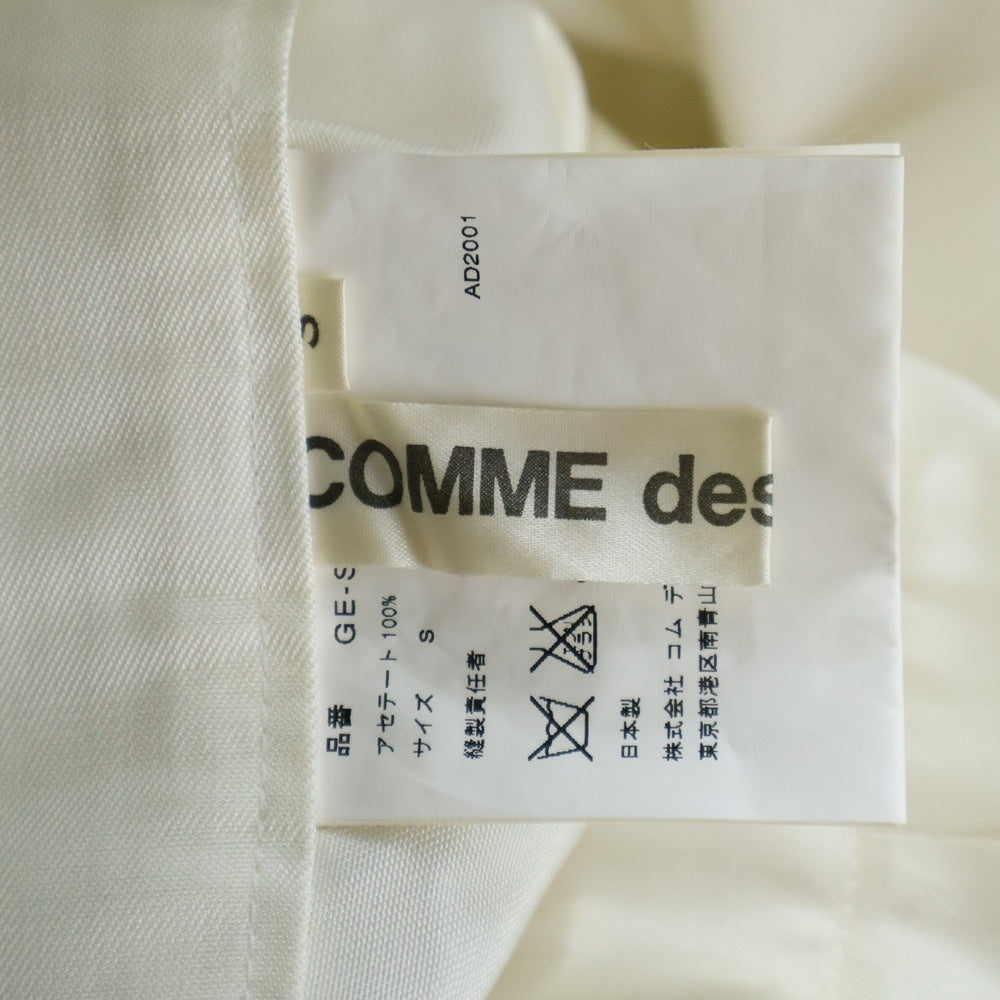 COMME des
S
AD2001
品番 GE-S
アセテート100%
サイズ S
縫製責任者
日本製
株式会社 コム デ
東京都港区南青山